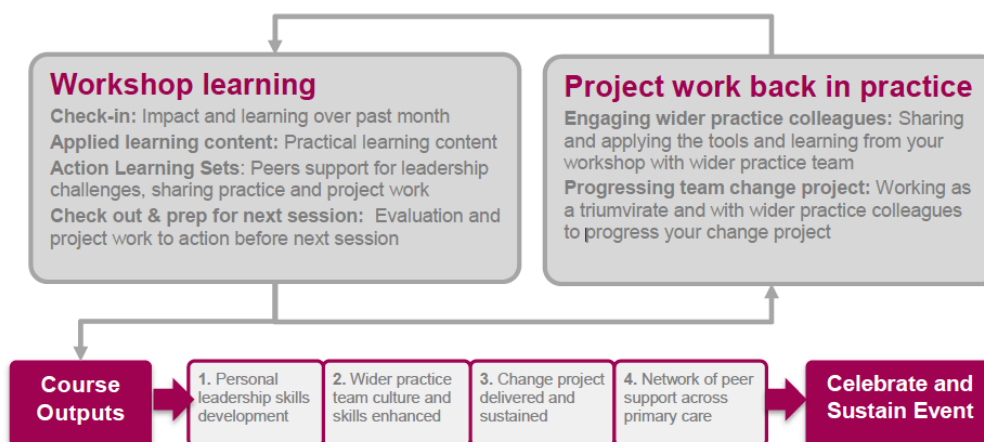 Workshop learning
Check-in: Impact and learning over past month
Applied learning content: Practical learning content
Action Learning Sets: Peers support for leadership
challenges, sharing practice and project work
Check out & prep for next session:  Evaluation and
project work to action before next session
Project work back in practice
Engaging wider practice colleagues: Sharing
and applying the tools and learning from your
workshop with wider practice team
Progressing team change project: Working as
a triumvirate and with wider practice colleagues
to progress your change project
Course
Outputs
1. Personal
leadership skills
development
2. Wider practice
team culture and
skills enhanced
3. Change project
delivered and
sustained
4. Network of peer
support across
primary care
Celebrate and
Sustain Event